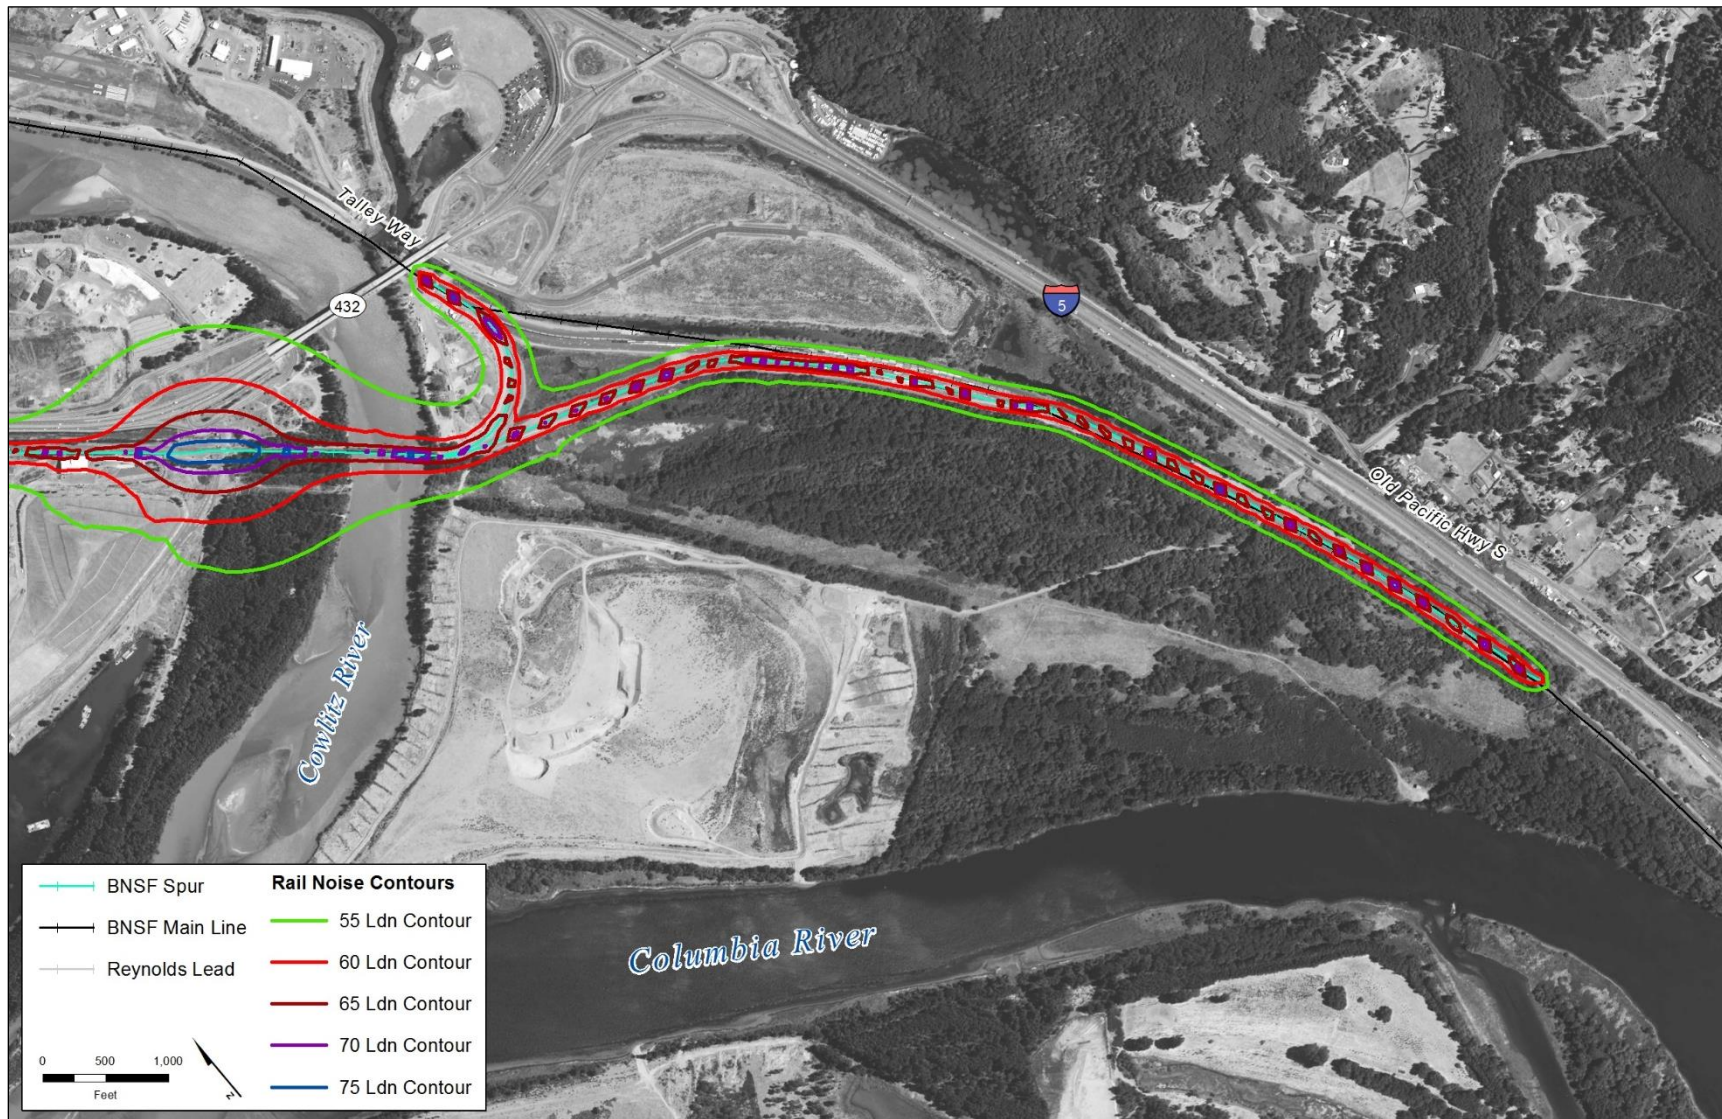 Talley Way
432
5
Old Pacific Hwy S
Cowlitz River
Columbia River
BNSF Spur
BNSF Main Line
Reynolds Lead
Rail Noise Contours
55 Ldn Contour
60 Ldn Contour
65 Ldn Contour
70 Ldn Contour
75 Ldn Contour
0 500 1,000
Feet
N